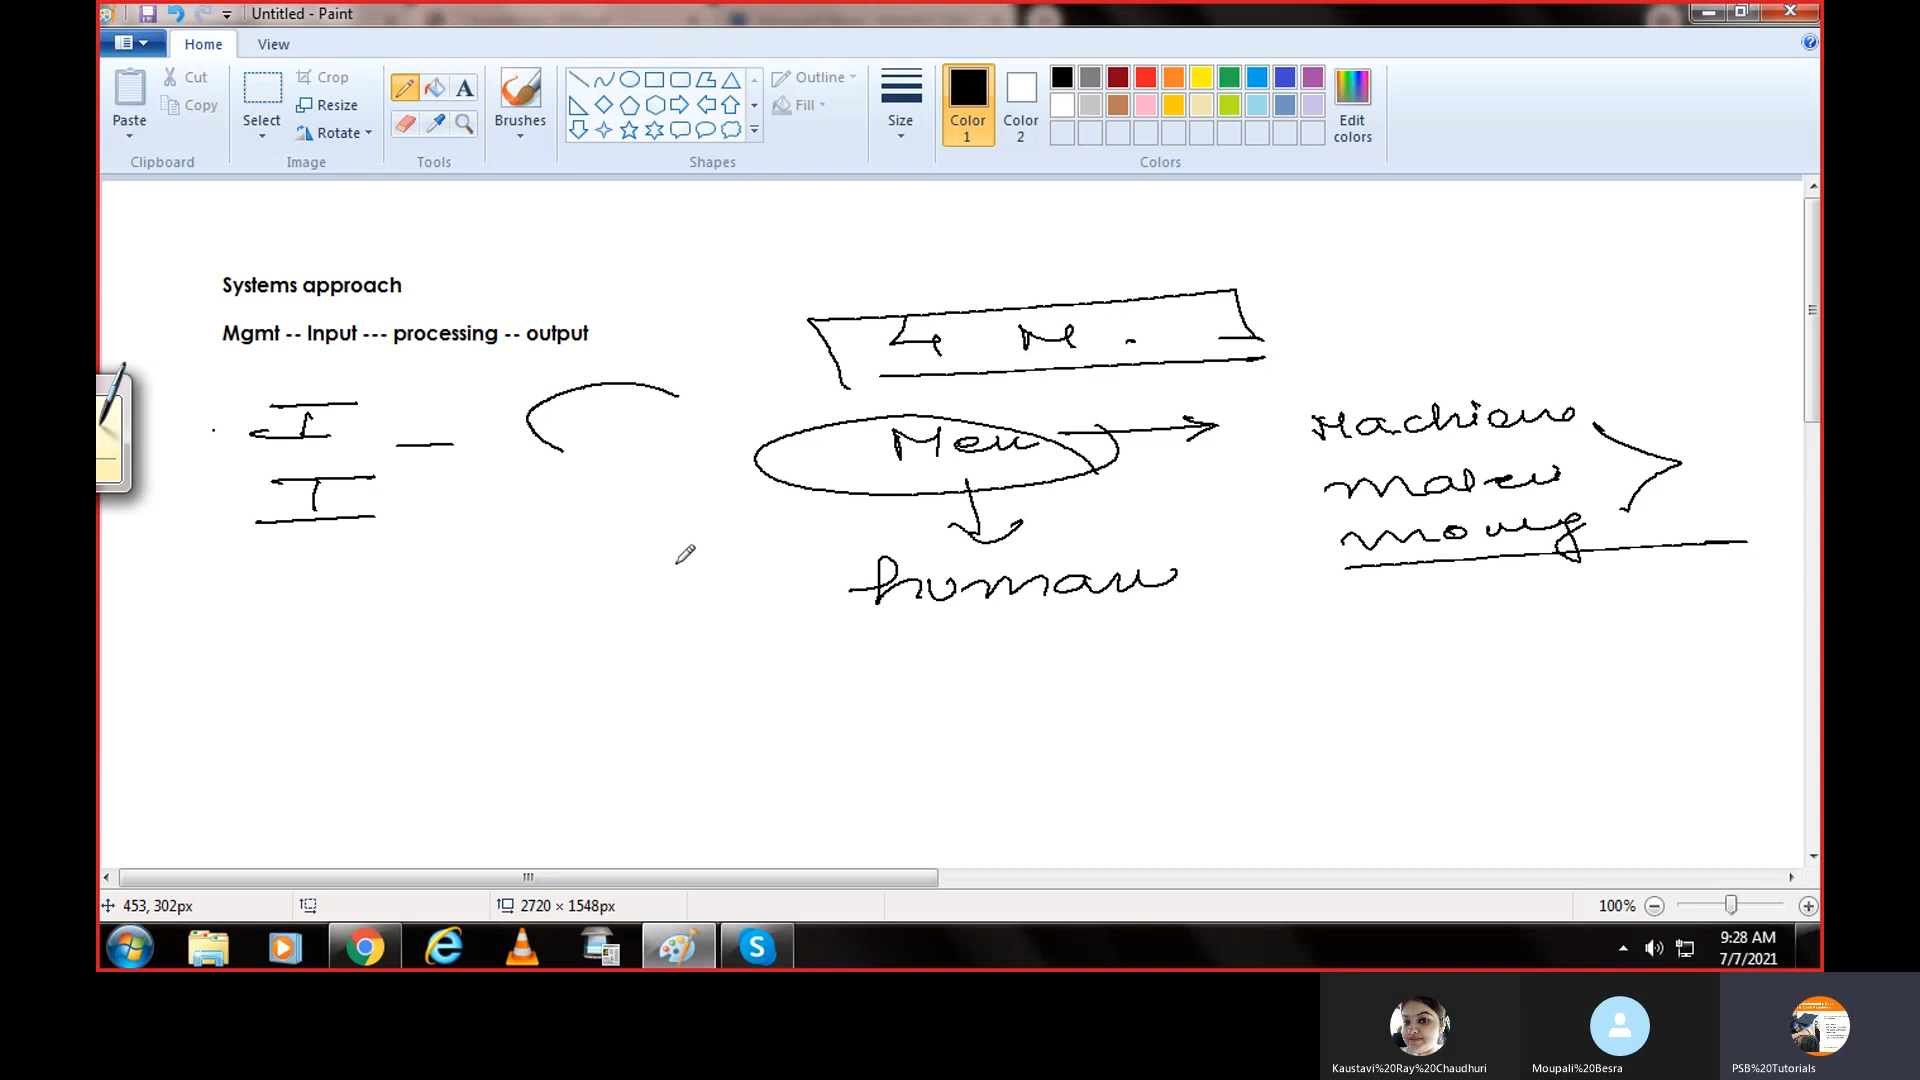 Untitled - Paint
Home
View
Paste
Cut
Copy
Clipboard
Select
Crop
Resize
Rotate
Image
Tools
Brushes
Outline
Fill
Shapes
Size
Color
1
Color
2
Edit
colors
Colors
Systems approach
Mgmt -- Input --- processing -- output
4 M.
I
I
Men
human
money
453, 302px
2720 × 1548px
100%
9:28 AM
7/7/2021
Kaustavi%20Ray%20Chaudhuri
Moupali%20Besra
PSB%20Tutorials